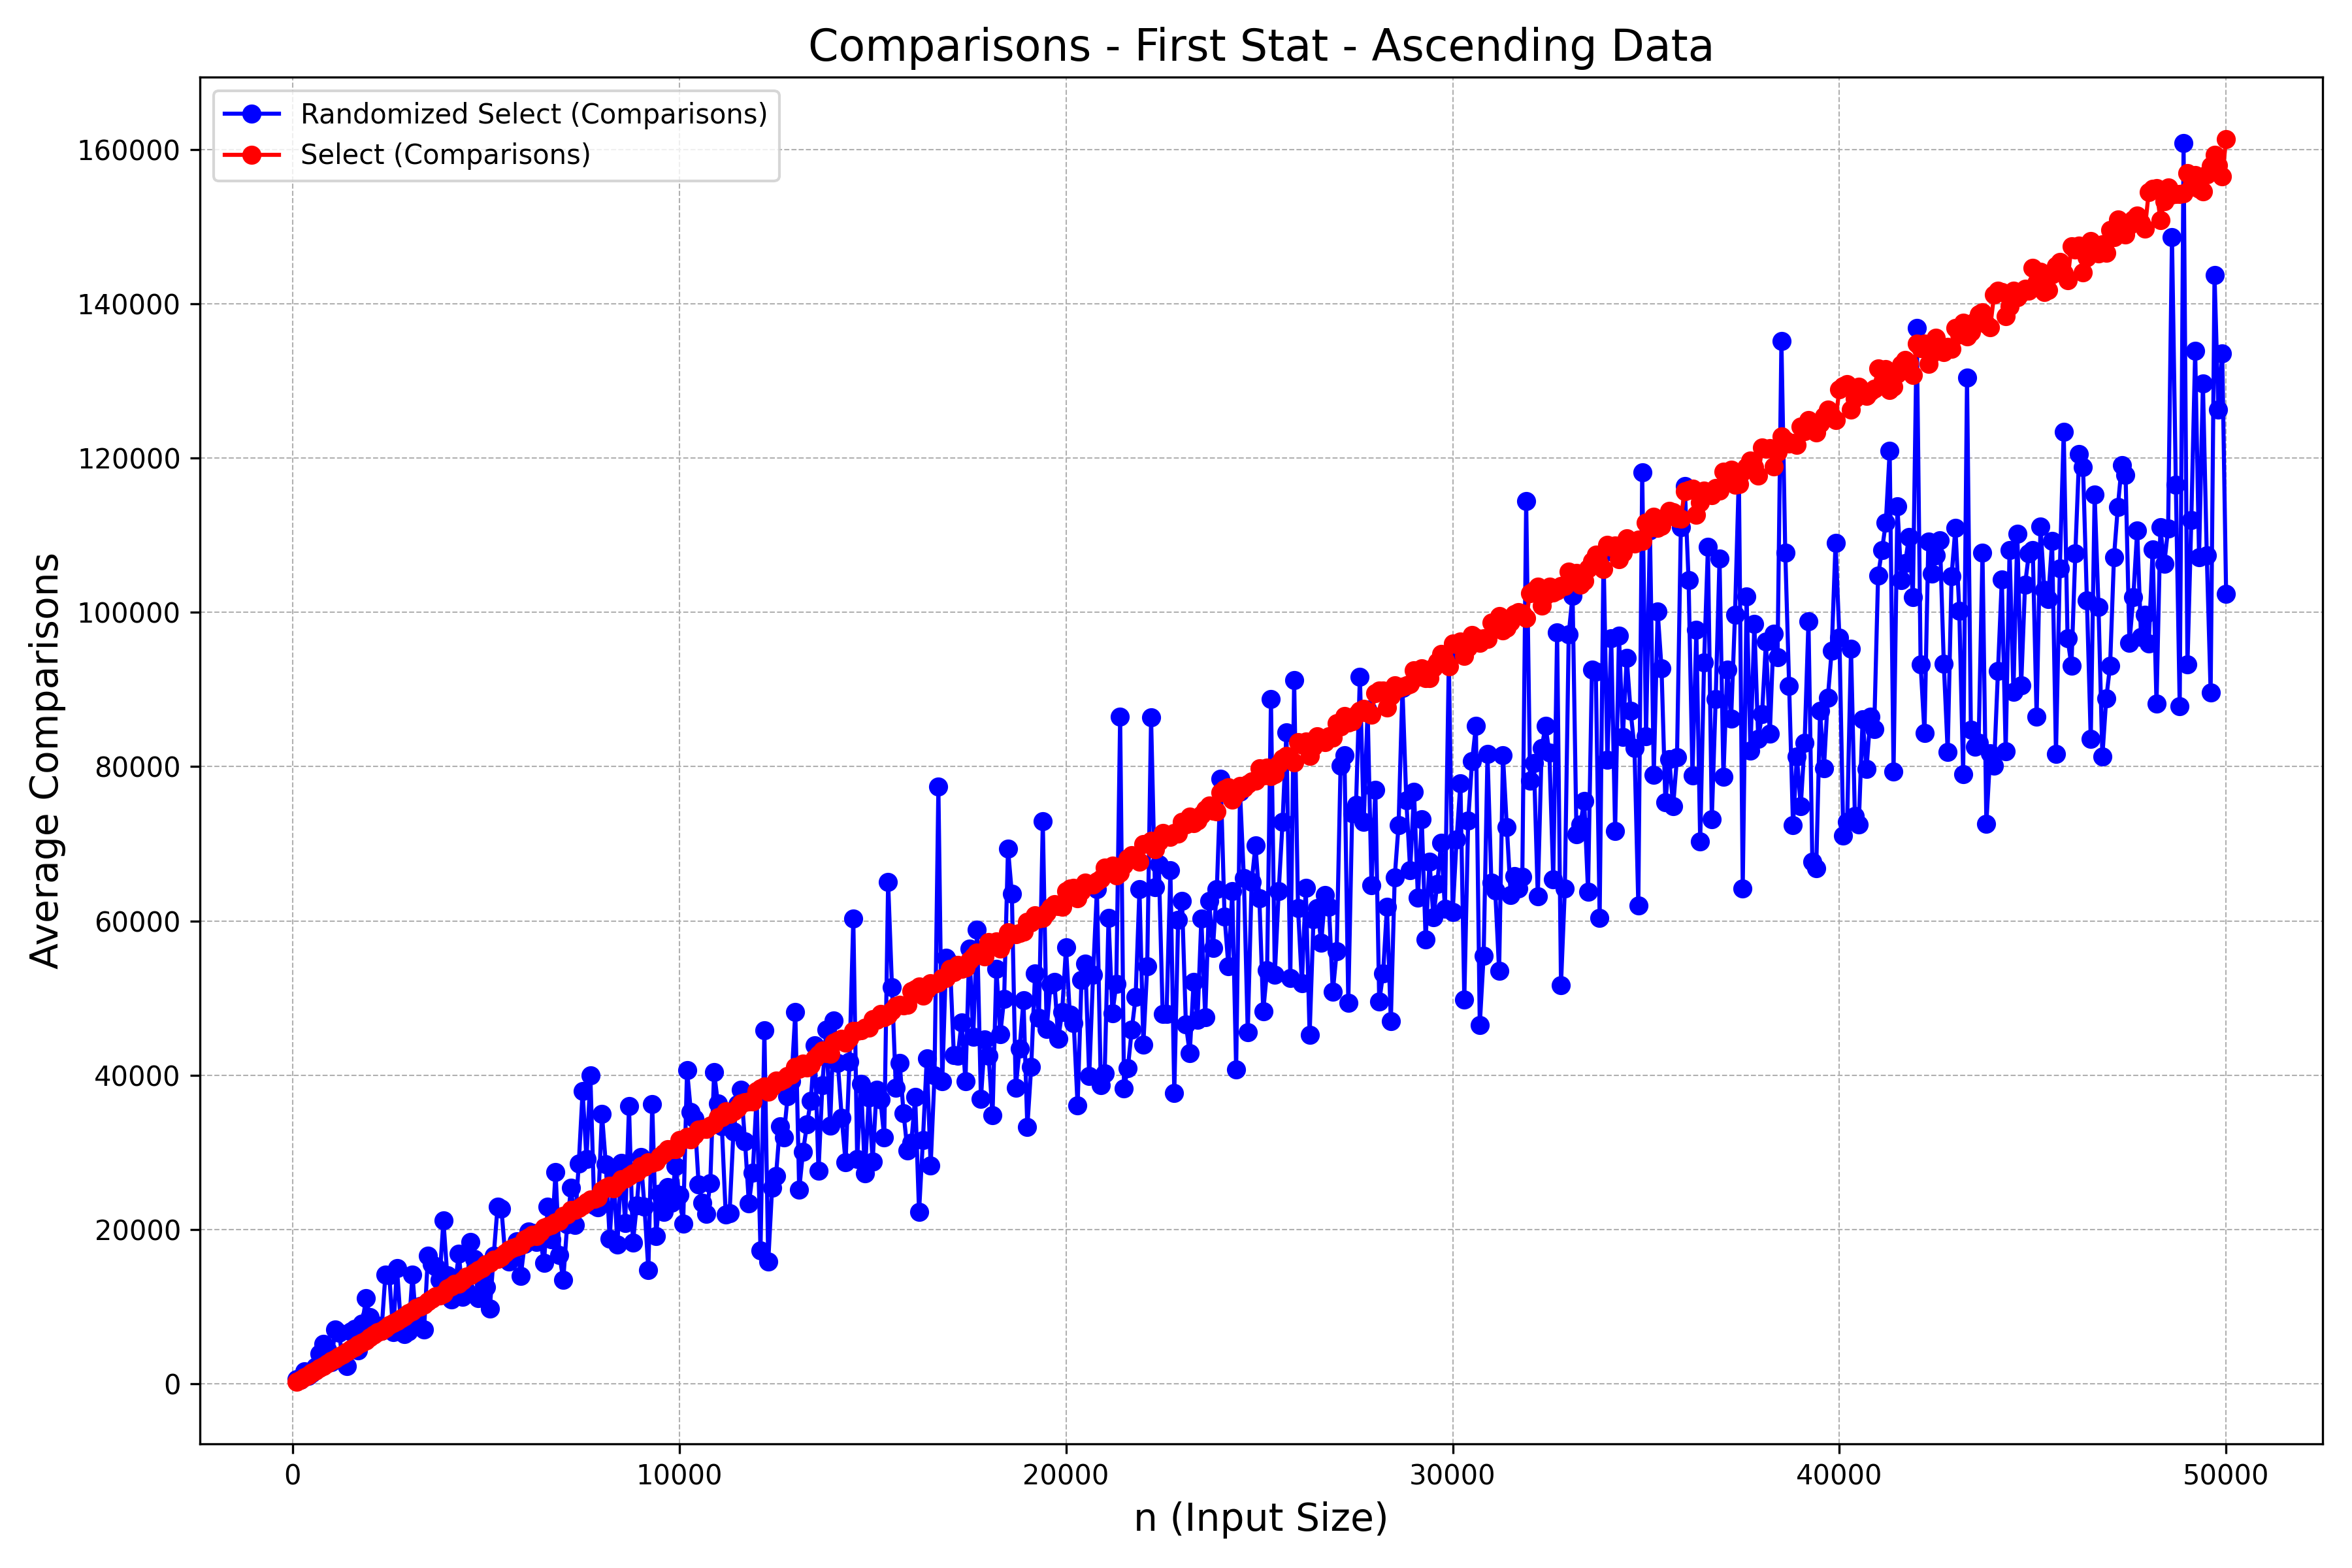 Comparisons - First Stat - Ascending Data
Randomized Select (Comparisons)
Select (Comparisons)
160000
140000
120000
100000
80000
60000
40000
20000
0
Average Comparisons
0 10000 20000 30000 40000 50000
n (Input Size)